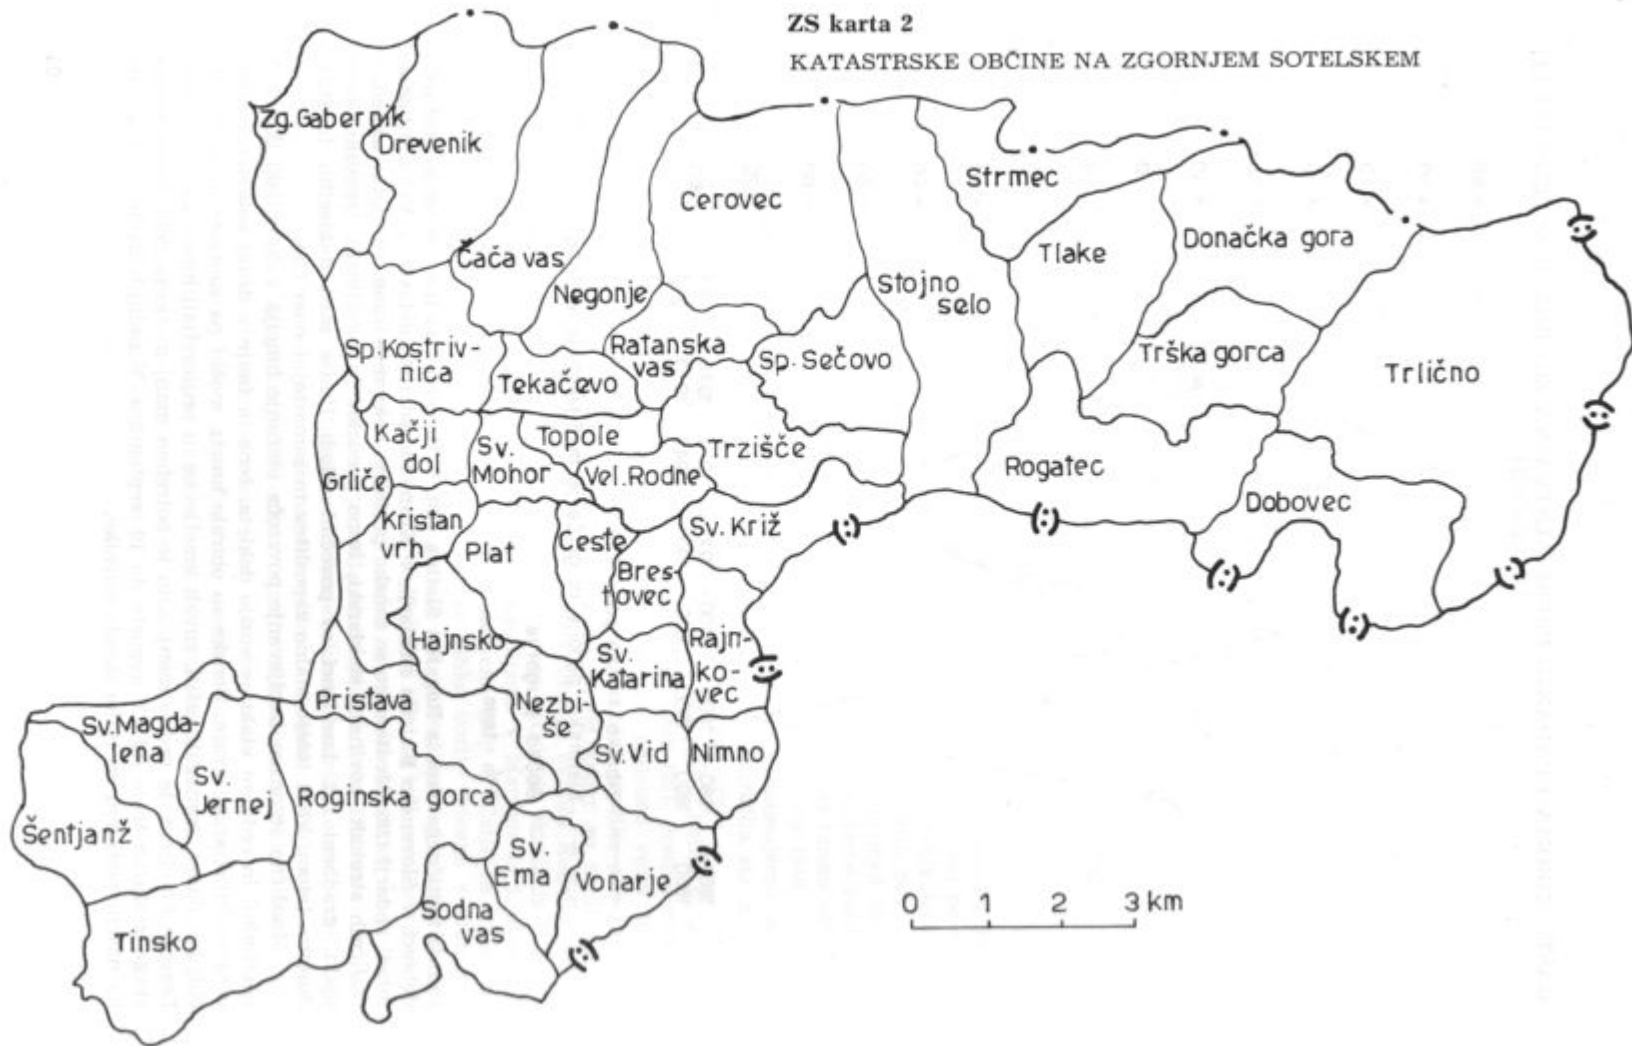 ZS karta 2
KATASTRSKE OBČINE NA ZGORNJEM SOTELSKEM
Zg. Gabernik
Drevenik
Čača vas
Negonje
Cerovec
Stojno
selo
Strmec
Tlake
Donačka gora
Trška gorca
Trlično
Sp. Kostriv-
nica
Tekačevo
Ratanska
vas
Sp. Sečovo
Rogatec
Dobovec
Kačji
dol
Sv.
Mohor
Topole
Vel. Rodne
Trzišče
Grliče
Kristan
vrh
Plat
Ceste
Bres-
tovec
Sv. Križ
Hajnsko
Sv.
Katarina
Rajn-
ko-
vec
Pristava
Nezbi-
še
Sv. Vid
Nimno
Sv. Magda-
lena
Sv.
Jernej
Roginska gorca
Šentjanž
Sv.
Ema
Vonarje
Sodna
vas
Tinsko
0 1 2 3 km